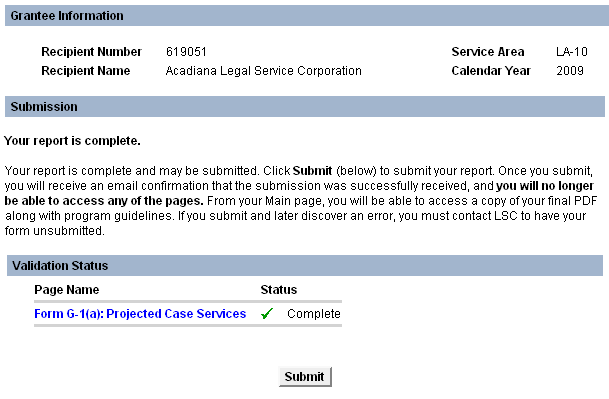 Grantee Information
Recipient Number 619051 Service Area LA-10
Recipient Name Acadiana Legal Service Corporation Calendar Year 2009
Submission
Your report is complete.
Your report is complete and may be submitted. Click Submit (below) to submit your report. Once you submit,
you will receive an email confirmation that the submission was successfully received, and you will no longer
be able to access any of the pages. From your Main page, you will be able to access a copy of your final PDF
along with program guidelines. If you submit and later discover an error, you must contact LSC to have your
form unsubmitted.
Validation Status
Page Name Status
Form G-1(a): Projected Case Services Complete
Submit